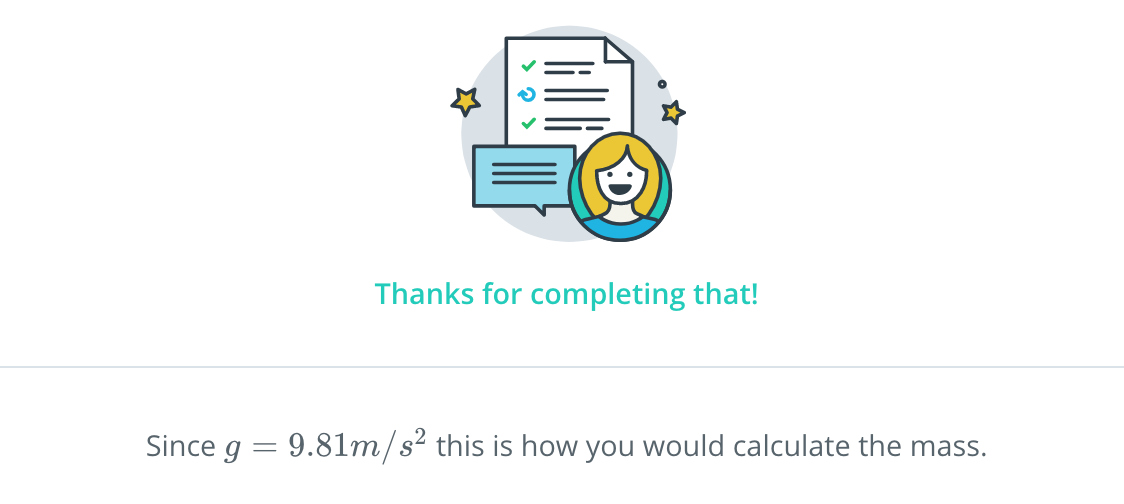 Thanks for completing that!
Since g = 9.81m/s² this is how you would calculate the mass.